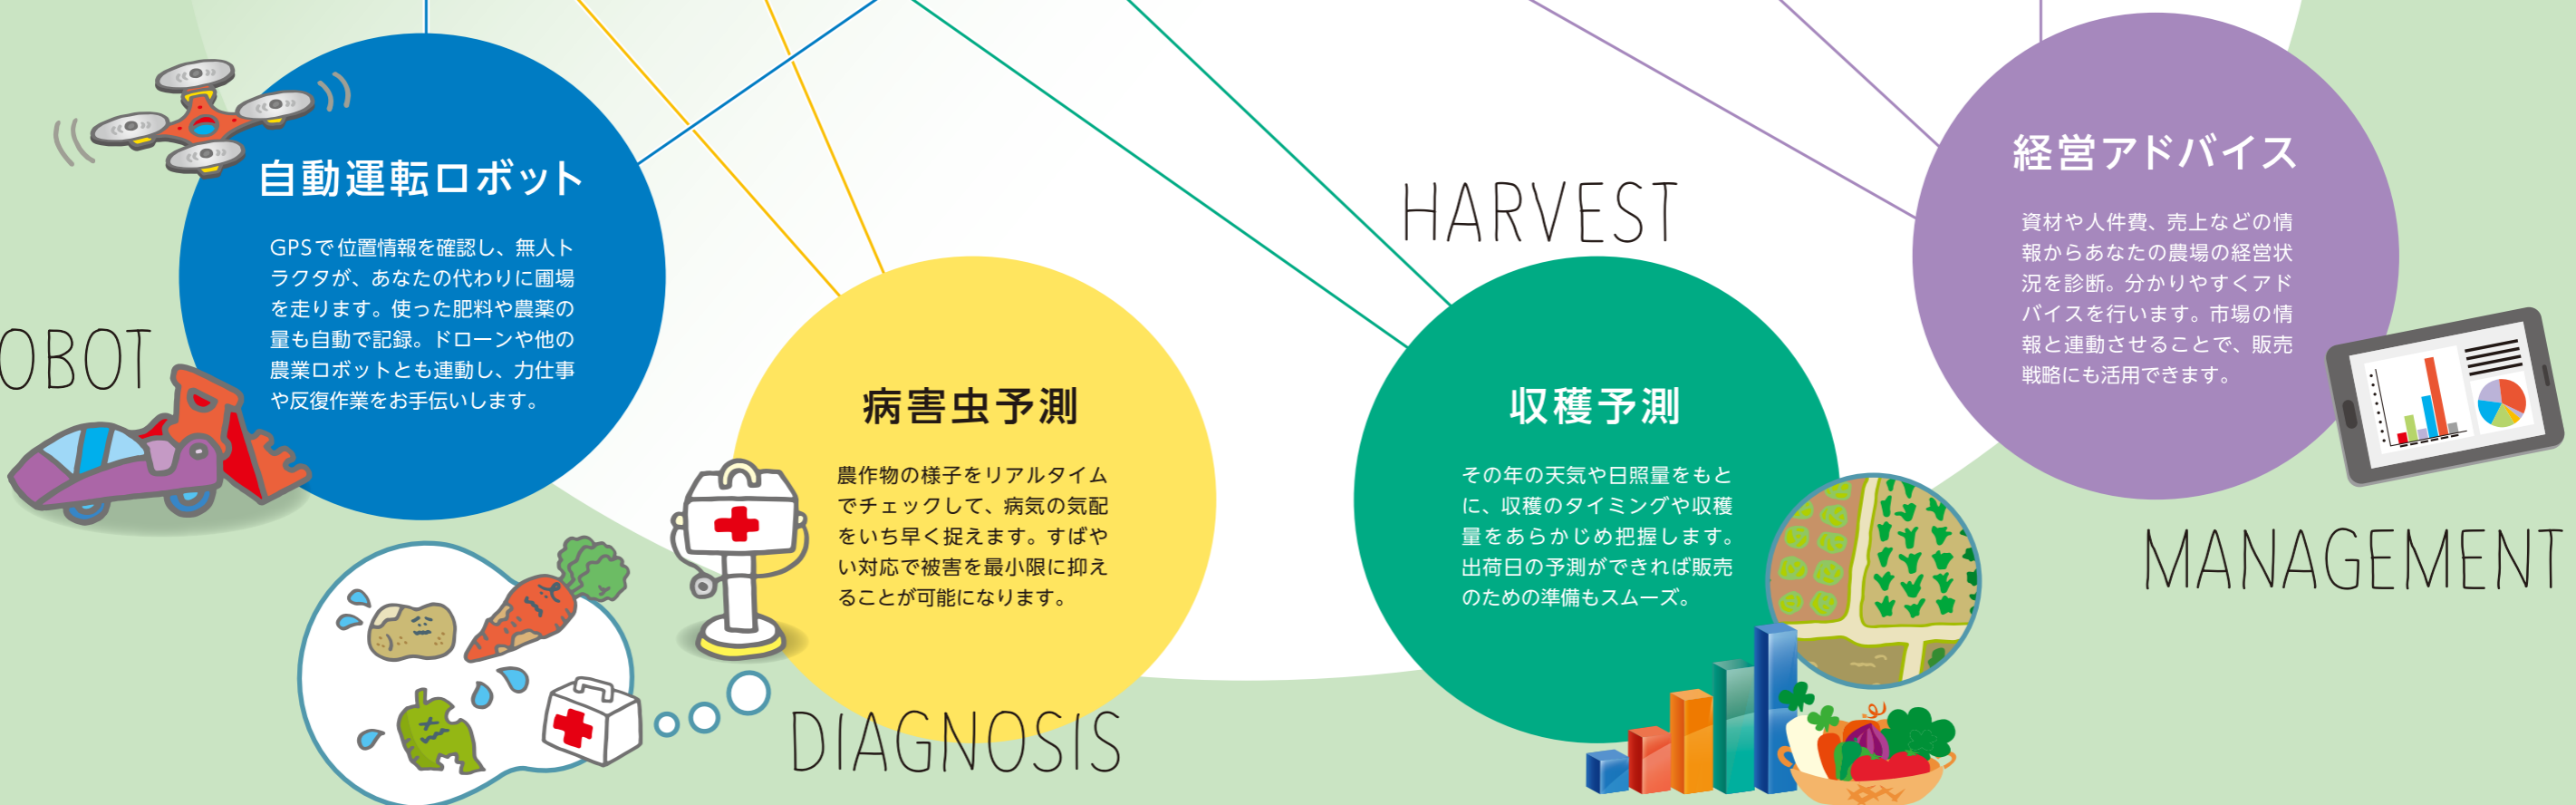 自動運転ロボット
GPSで位置情報を確認し、無人ト
ラクタが、あなたの代わりに圃場
を走ります。使った肥料や農薬の
量も自動で記録。ドローンや他の
農業ロボットとも連動し、力仕事
や反復作業をお手伝いします。
OBOT
病害虫予測
農作物の様子をリアルタイム
でチェックして、病気の気配
をいち早く捉えます。すばや
い対応で被害を最小限に抑え
ることが可能になります。
DIAGNOSIS
HARVEST
収穫予測
その年の天気や日照量をもと
に、収穫のタイミングや収穫
量をあらかじめ把握します。
出荷日の予測ができれば販売
のための準備もスムーズ。
経営アドバイス
資材や人件費、売上などの情
報からあなたの農場の経営状
況を診断。分かりやすくアド
バイスを行います。市場の情
報と連動させることで、販売
戦略にも活用できます。
MANAGEMENT